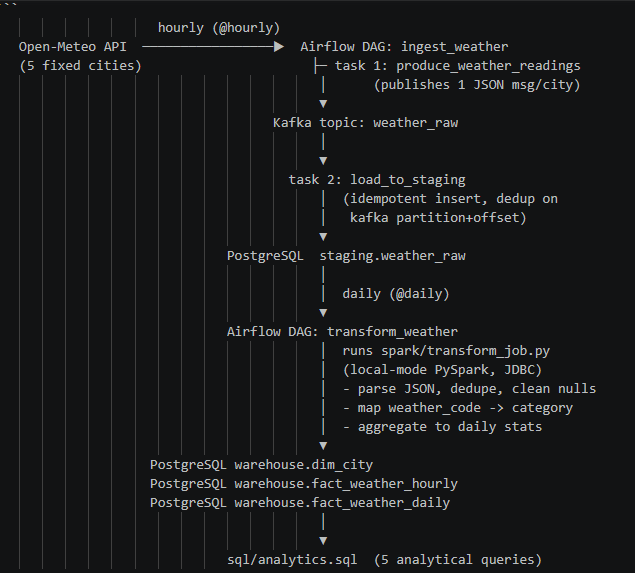 ```
hourly (@hourly)
Open-Meteo API ─────────────────▶ Airflow DAG: ingest_weather
(5 fixed cities) ├─ task 1: produce_weather_readings
│ (publishes 1 JSON msg/city)
▼
Kafka topic: weather_raw
│
▼
task 2: load_to_staging
│ (idempotent insert, dedup on
│ kafka partition+offset)
▼
PostgreSQL staging.weather_raw
│
│ daily (@daily)
▼
Airflow DAG: transform_weather
│ runs spark/transform_job.py
│ (local-mode PySpark, JDBC)
│ - parse JSON, dedupe, clean nulls
│ - map weather_code -> category
│ - aggregate to daily stats
▼
PostgreSQL warehouse.dim_city
PostgreSQL warehouse.fact_weather_hourly
PostgreSQL warehouse.fact_weather_daily
│
▼
sql/analytics.sql (5 analytical queries)